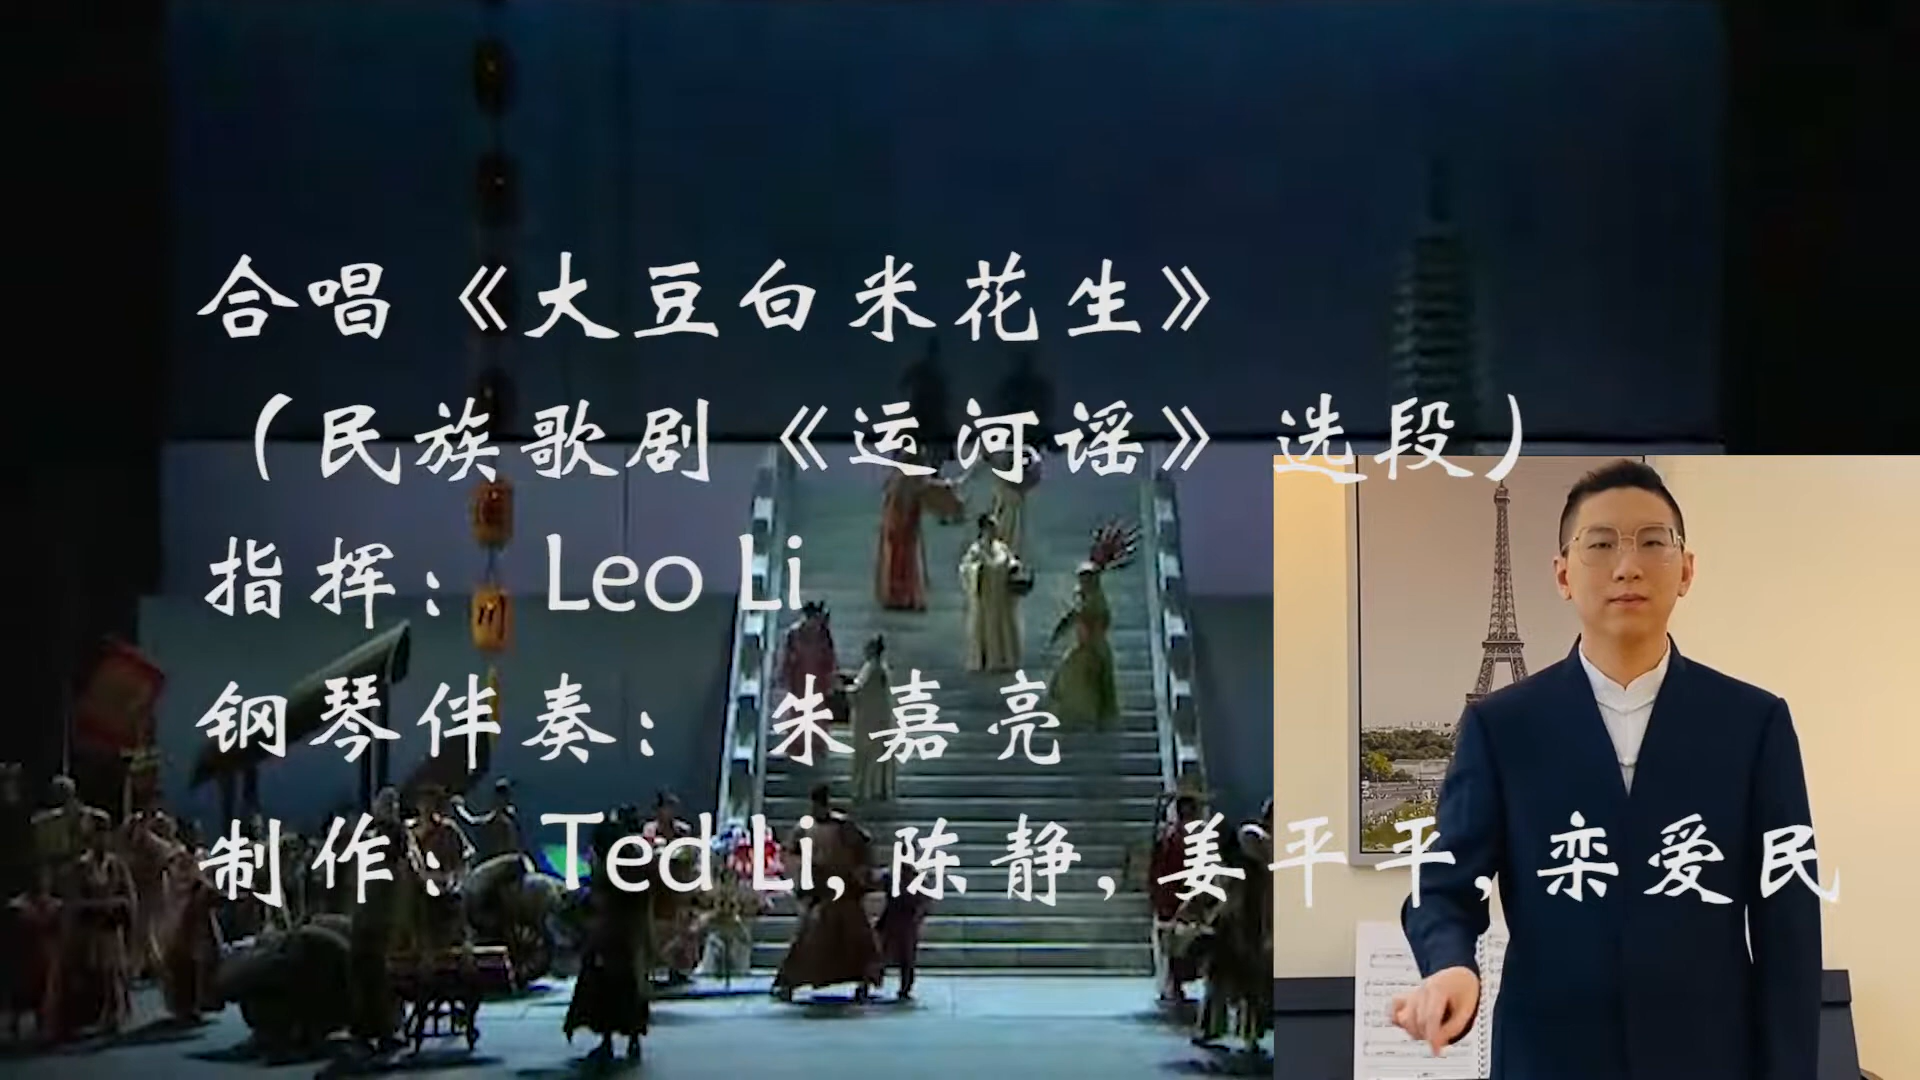 合唱《大豆白米花生》
（民族歌剧《运河谣》选段）
指挥： Leo Li
钢琴伴奏： 朱嘉亮
制作： Ted Li, 陈静, 姜平平, 栾爱民